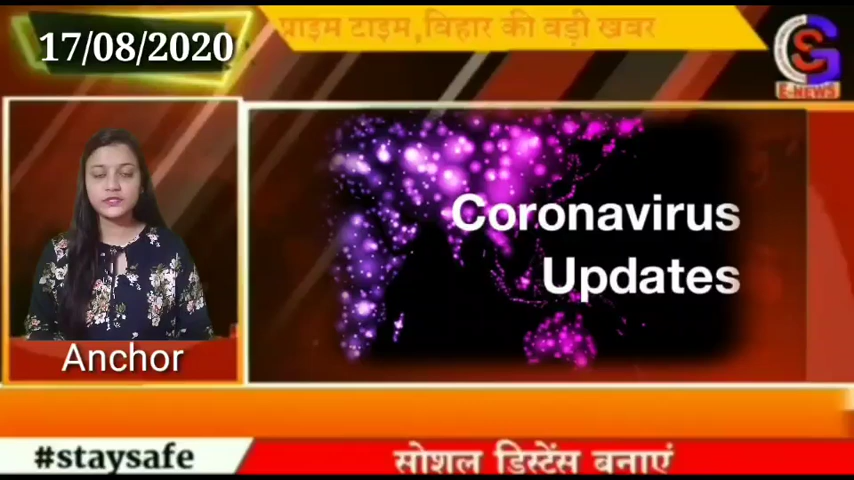 17/08/2020
प्राइम टाइम,बिहार की बड़ी खबर
E-NEWS
Coronavirus
Updates
Anchor
#staysafe
सोशल डिस्टेंस बनाएं